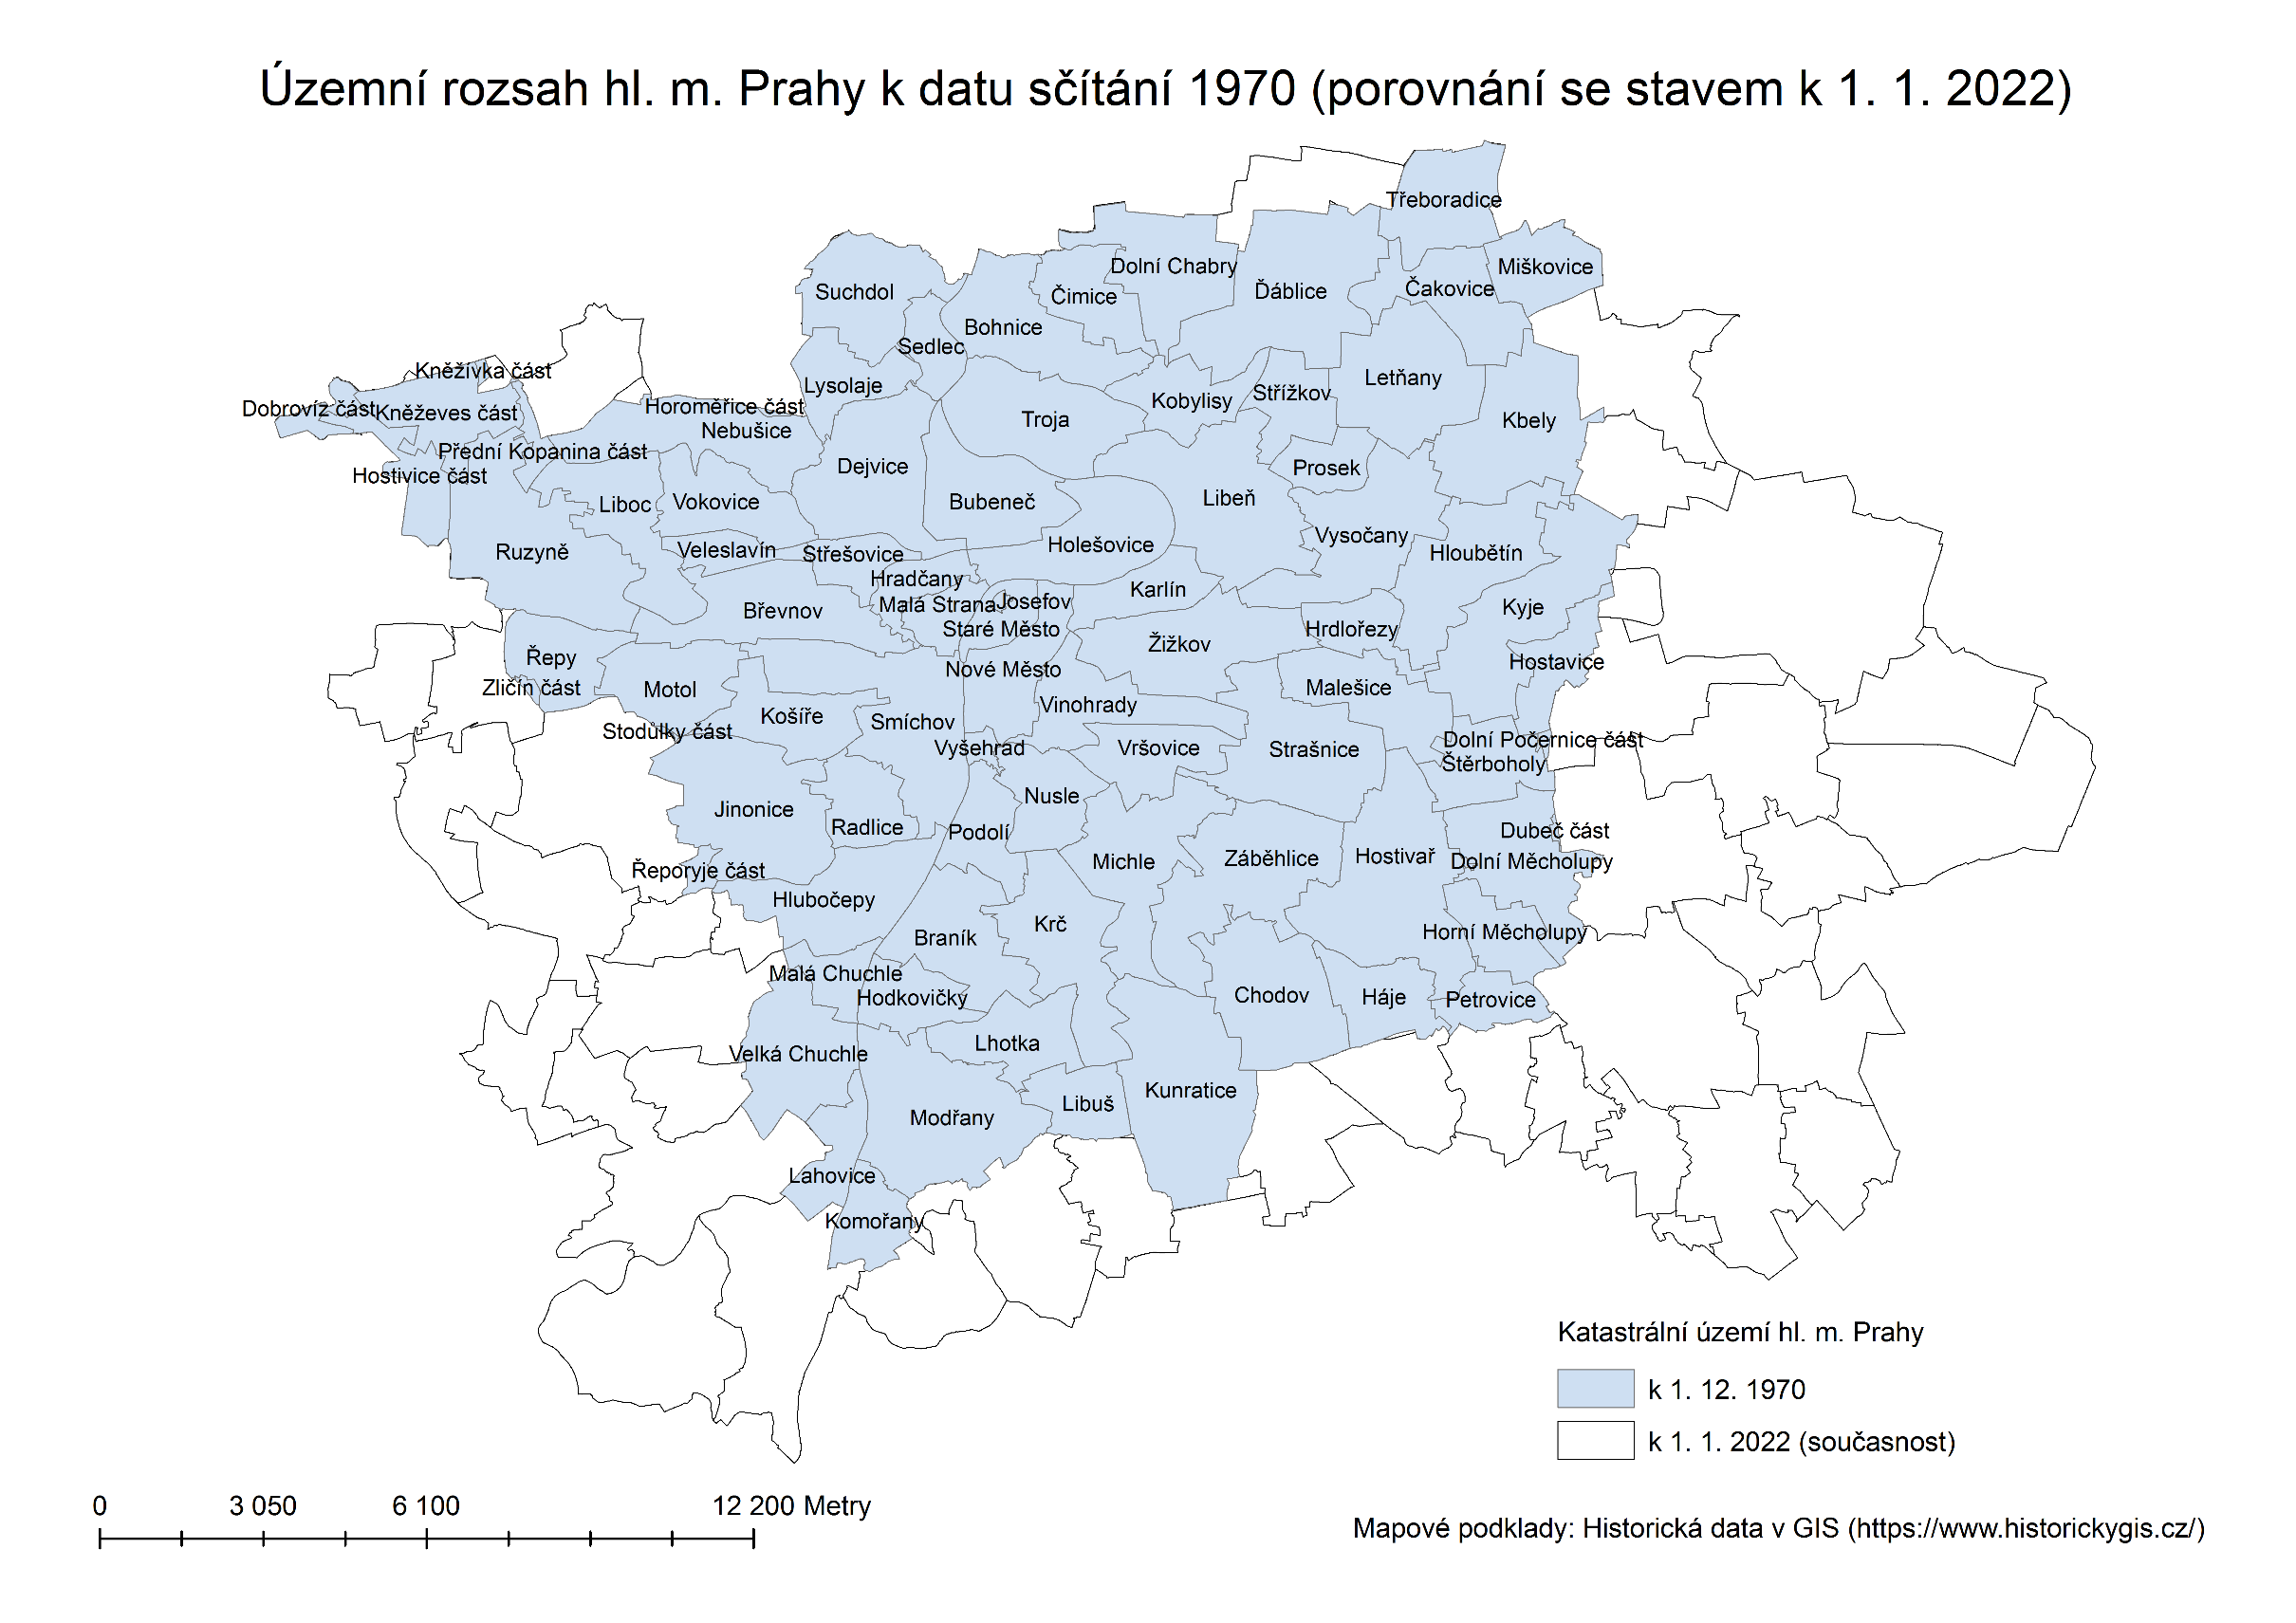 Územní rozsah hl. m. Prahy k datu sčítání 1970 (porovnání se stavem k 1. 1. 2022)
Třeboradice
Dolní Chabry
Miškovice
Suchdol
Čimice
Ďáblice
Čakovice
Bohnice
Sedlec
Kněžívka část
Lysolaje
Letňany
Střížkov
Kobylisy
Dobrovíz část
Kněževes část
Horoměřice část
Troja
Kbely
Nebušice
Přední Kopanina část
Hostivice část
Dejvice
Prosek
Liboc
Vokovice
Bubeneč
Libeň
Vysočany
Ruzyně
Veleslavín
Střešovice
Holešovice
Hloubětín
Hradčany
Karlín
Břevnov
Malá Strana
Josefov
Kyje
Staré Město
Hrdlořezy
Žižkov
Řepy
Nové Město
Hostavice
Zličín část
Motol
Malešice
Košíře
Smíchov
Vinohrady
Stodůlky část
Vyšehrad
Vršovice
Strašnice
Dolní Počernice část
Štěrboholy
Jinonice
Nusle
Radlice
Podolí
Dubeč část
Michle
Záběhlice
Hostivař
Dolní Měcholupy
Řeporyje část
Hlubočepy
Krč
Braník
Horní Měcholupy
Malá Chuchle
Hodkovičky
Chodov
Háje
Petrovice
Velká Chuchle
Lhotka
Kunratice
Modřany
Libuš
Lahovice
Komořany
Katastrální území hl. m. Prahy
k 1. 12. 1970
k 1. 1. 2022 (současnost)
0 3 050 6 100 12 200 Metry
Mapové podklady: Historická data v GIS (https://www.historickygis.cz/)